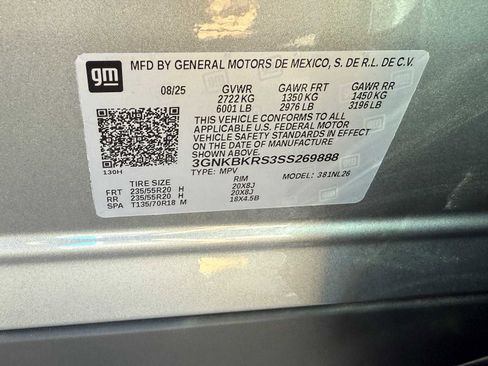 gm
MFD BY GENERAL MOTORS DE MEXICO, S. DE R.L. DE C.V.
08/25 GVWR GAWR FRT GAWR RR
2722 KG 1350 KG 1450 KG
6001 LB 2976 LB 3196 LB
THIS VEHICLE CONFORMS TO ALL
APPLICABLE U.S. FEDERAL MOTOR
VEHICLE SAFETY STANDARDS IN EFFECT
ON THE DATE OF MANUFACTURE
SHOWN ABOVE.
3GNKBKRS3SS269888
130H TYPE: MPV MODEL: 381NL26
TIRE SIZE RIM
FRT 235/55R20 H 20X8J
RR 235/55R20 H 20X8J
SPA T135/70R18 M 18X4.5B